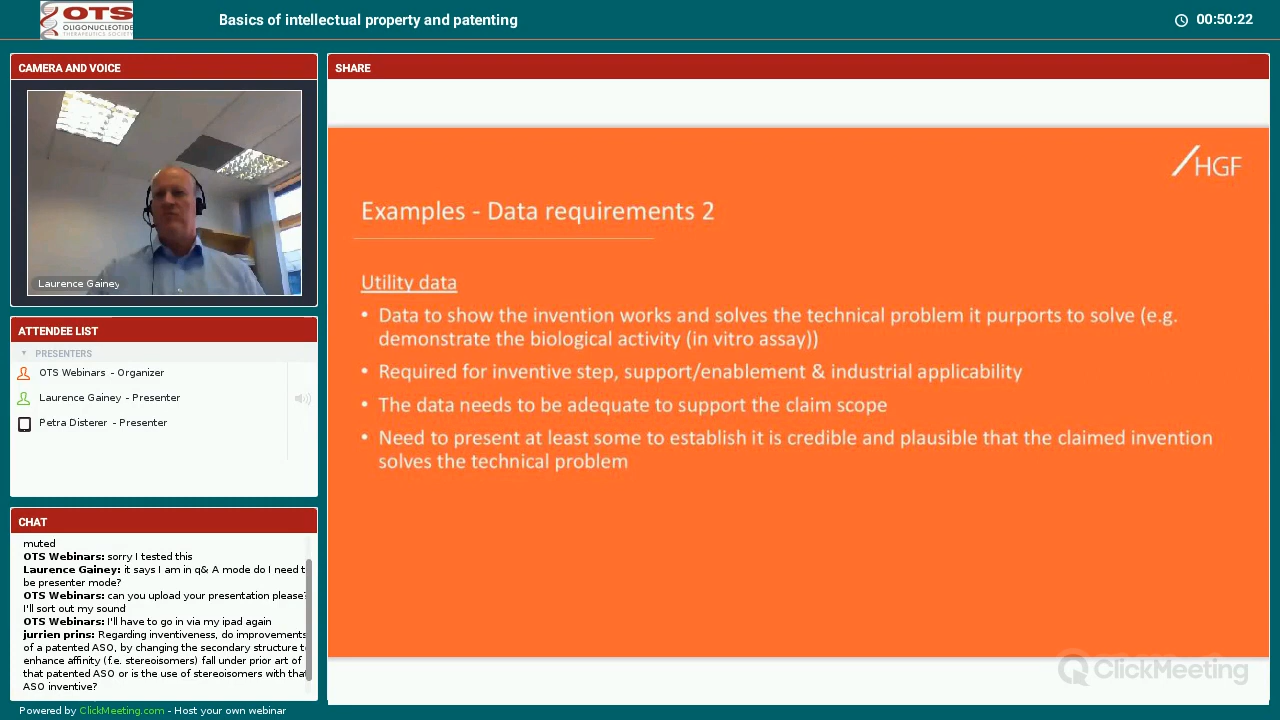 OTS
OLIGONUCLEOTIDE
THERAPEUTICS SOCIETY
Basics of intellectual property and patenting
00:50:22
CAMERA AND VOICE
Laurence Gainey
ATTENDEE LIST
PRESENTERS
OTS Webinars - Organizer
Laurence Gainey - Presenter
Petra Disterer - Presenter
CHAT
muted
OTS Webinars: sorry I tested this
Laurence Gainey: it says I am in q& A mode do I need t
be presenter mode?
OTS Webinars: can you upload your presentation please?
I'll sort out my sound
OTS Webinars: I'll have to go in via my ipad again
jurrien prins: Regarding inventiveness, do improvements
of a patented ASO, by changing the secondary structure t
enhance affinity (f.e. stereoisomers) fall under prior art of
that patented ASO or is the use of stereoisomers with that
ASO inventive?
SHARE
HGF
Examples - Data requirements 2
Utility data
• Data to show the invention works and solves the technical problem it purports to solve (e.g.
demonstrate the biological activity (in vitro assay))
• Required for inventive step, support/enablement & industrial applicability
• The data needs to be adequate to support the claim scope
• Need to present at least some to establish it is credible and plausible that the claimed invention
solves the technical problem
ClickMeeting
Powered by ClickMeeting.com - Host your own webinar